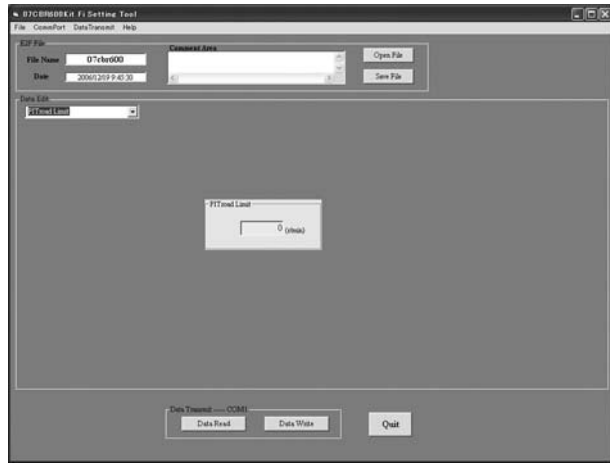 07CBR600Kit Fi Setting Tool
File CommPort DataTransmit Help
E2P File
File Name 07cbr600
Date 2006/12/19 9:45:30
Comment Area
Open File
Save File
Data Edit
PITroad Limit
PITroad Limit
0 (r/min)
Data Transmit ---- COM1
Data Read Data Write
Quit